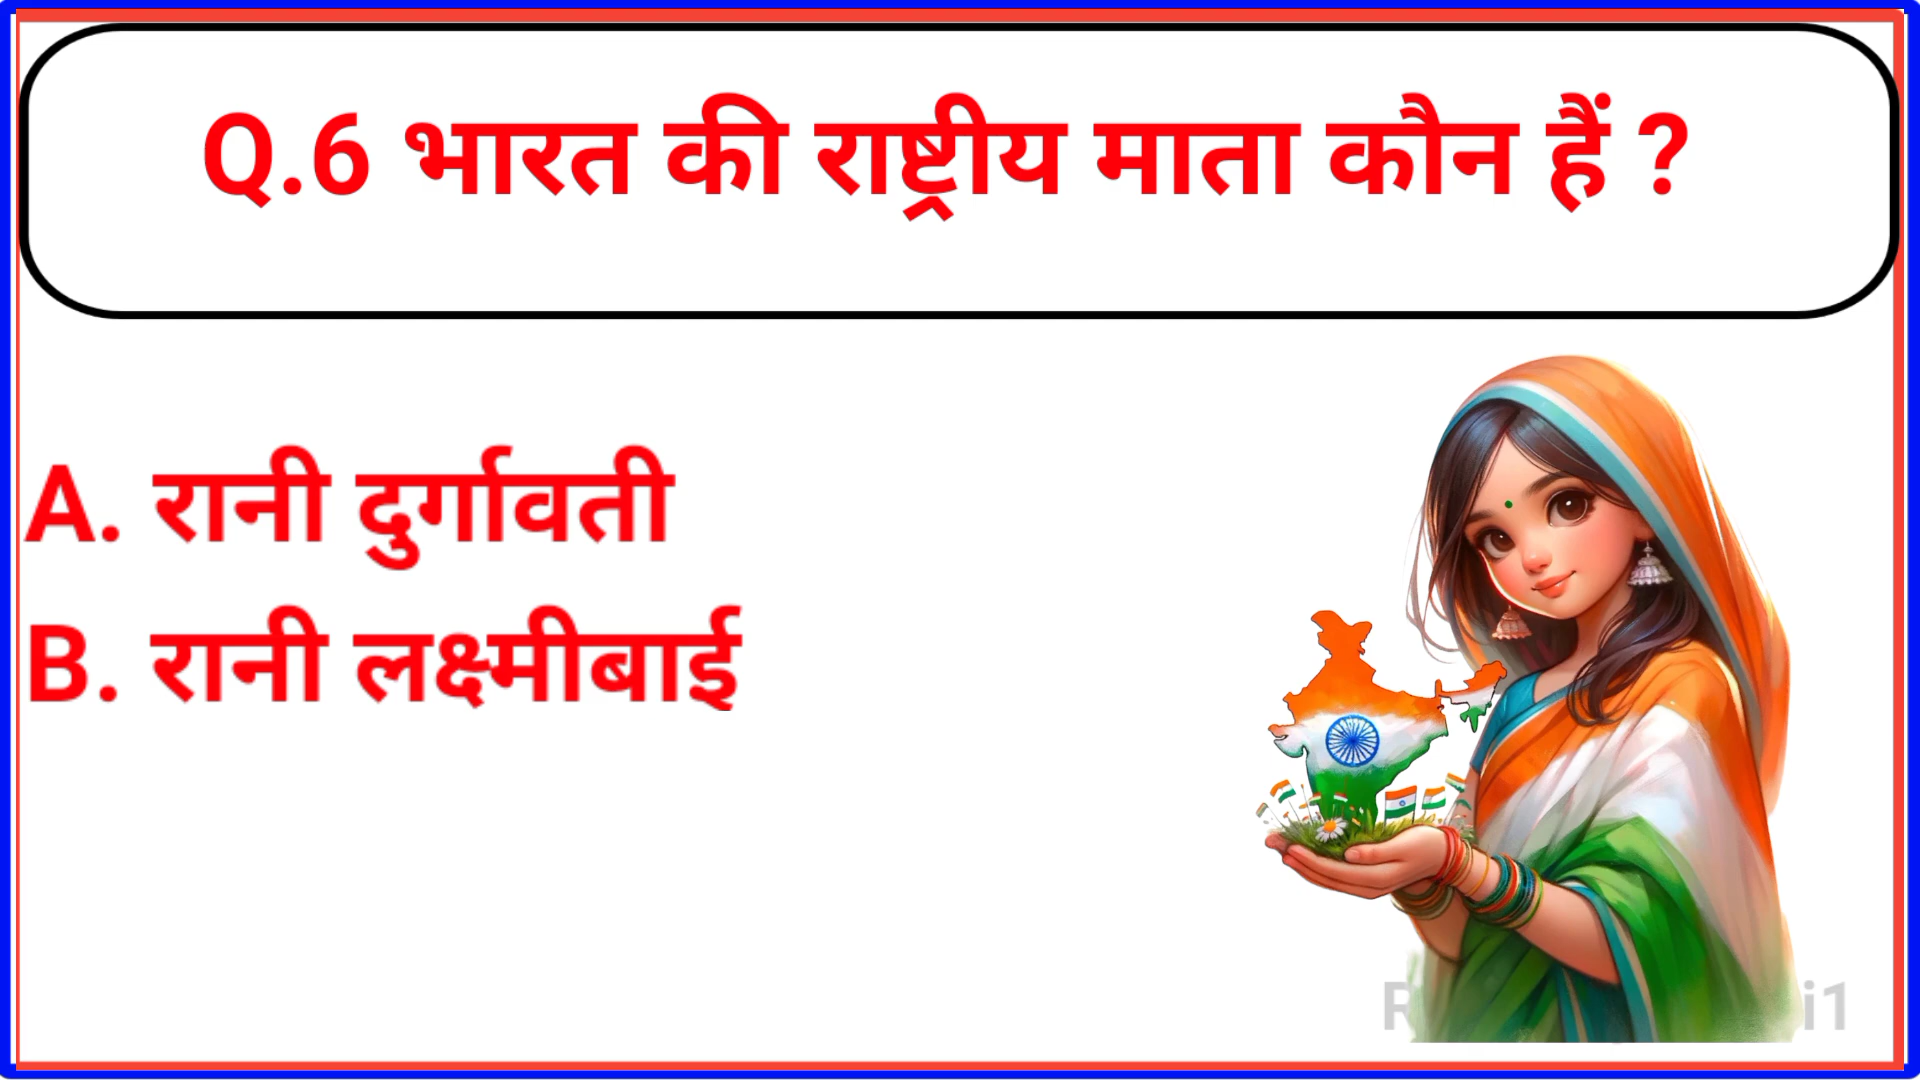 Q.6 भारत की राष्ट्रीय माता कौन हैं ?
A. रानी दुर्गावती
B. रानी लक्ष्मीबाई